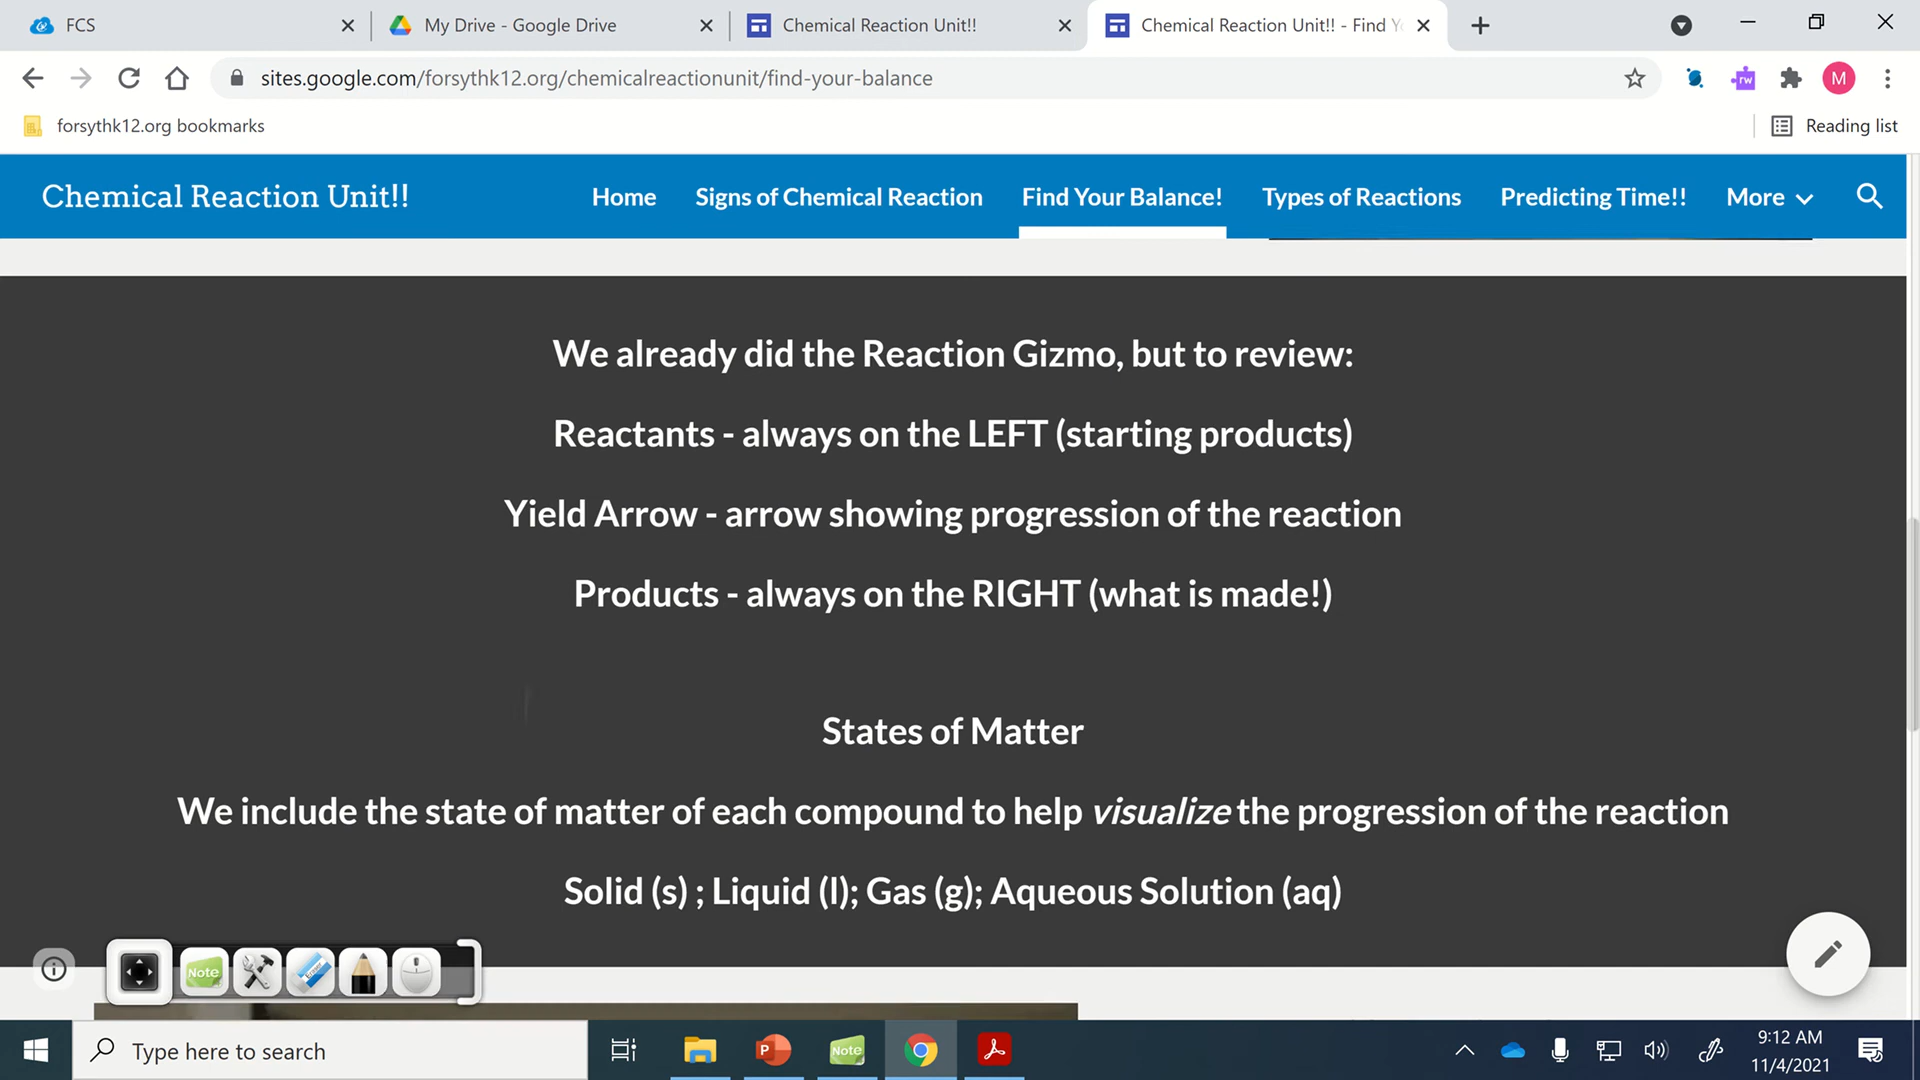 FCS
My Drive - Google Drive
Chemical Reaction Unit!!
Chemical Reaction Unit!! - Find Yo
sites.google.com/forsythk12.org/chemicalreactionunit/find-your-balance
rw
M
forsythk12.org bookmarks
Reading list
Chemical Reaction Unit!!
Home
Signs of Chemical Reaction
Find Your Balance!
Types of Reactions
Predicting Time!!
More
We already did the Reaction Gizmo, but to review:
Reactants - always on the LEFT (starting products)
Yield Arrow - arrow showing progression of the reaction
Products - always on the RIGHT (what is made!)
States of Matter
We include the state of matter of each compound to help visualize the progression of the reaction
Solid (s) ; Liquid (l); Gas (g); Aqueous Solution (aq)
Note
Type here to search
P
Note
9:12 AM
11/4/2021